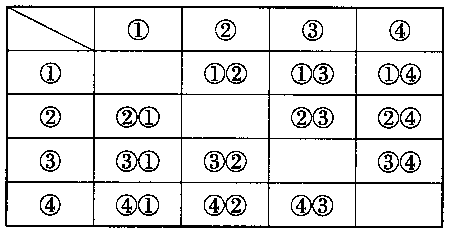 ① ② ③ ④
① ①② ①③ ①④
② ②① ②③ ②④
③ ③① ③② ③④
④ ④① ④② ④③